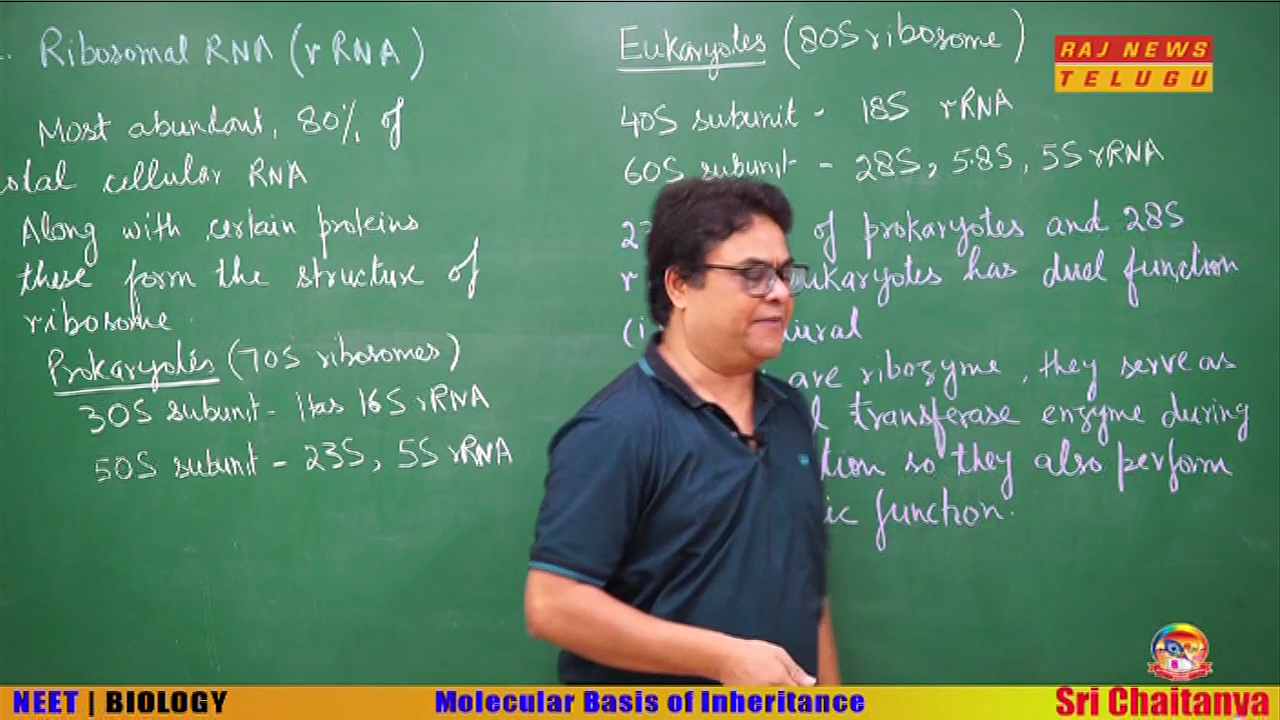 Ribosomal RNA (rRNA)
Most abundant, 80% of
otal cellular RNA
Along with certain proteins
these form the structure of
ribosome.
Prokaryotes (70S ribosomes)
30S subunit - it has 16S rRNA
50S subunit - 23S, 5S rRNA
Eukaryotes (80S ribosome)
40S subunit - 18S rRNA
60S subunit - 28S, 5.8S, 5S rRNA
of prokaryotes and 28S
ukaryotes has duel function
(i
are ribozyme, they serve as
transferase enzyme during
tion so they also perform
ic function.
RAJ NEWS
TELUGU
NEET | BIOLOGY
Molecular Basis of Inheritance
Sri Chaitanya